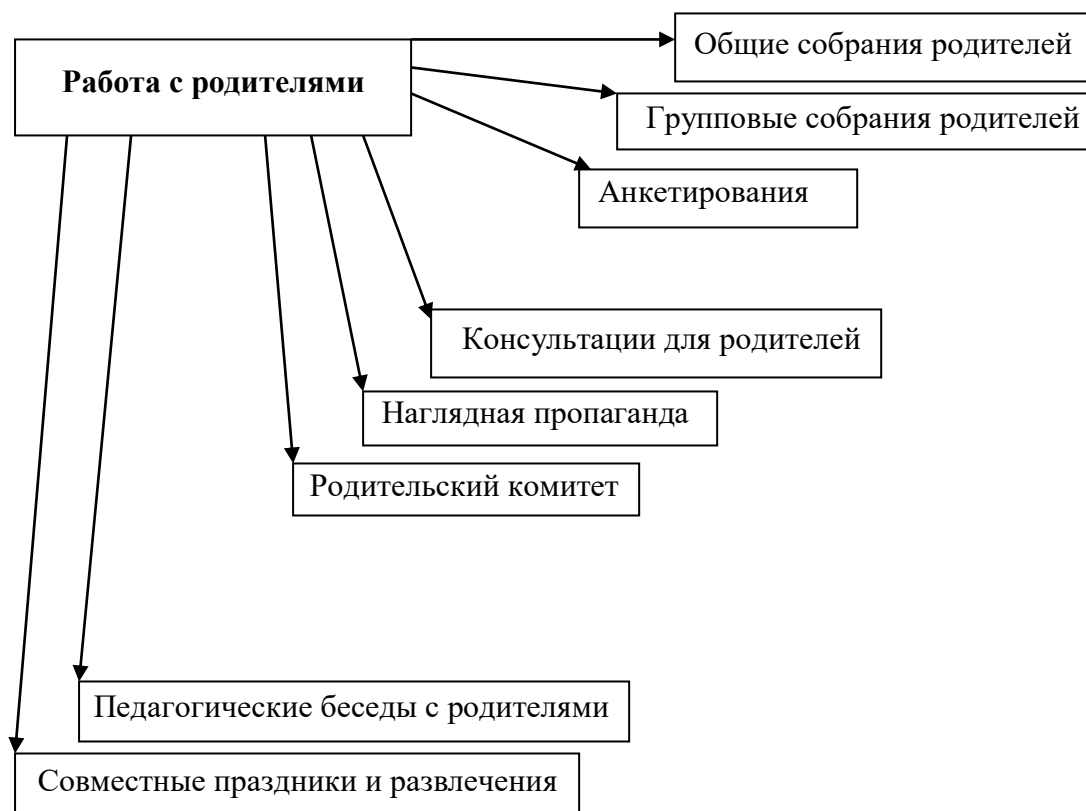 Общие собрания родителей
Работа с родителями
Групповые собрания родителей
Анкетирования
Консультации для родителей
Наглядная пропаганда
Родительский комитет
Педагогические беседы с родителями
Совместные праздники и развлечения